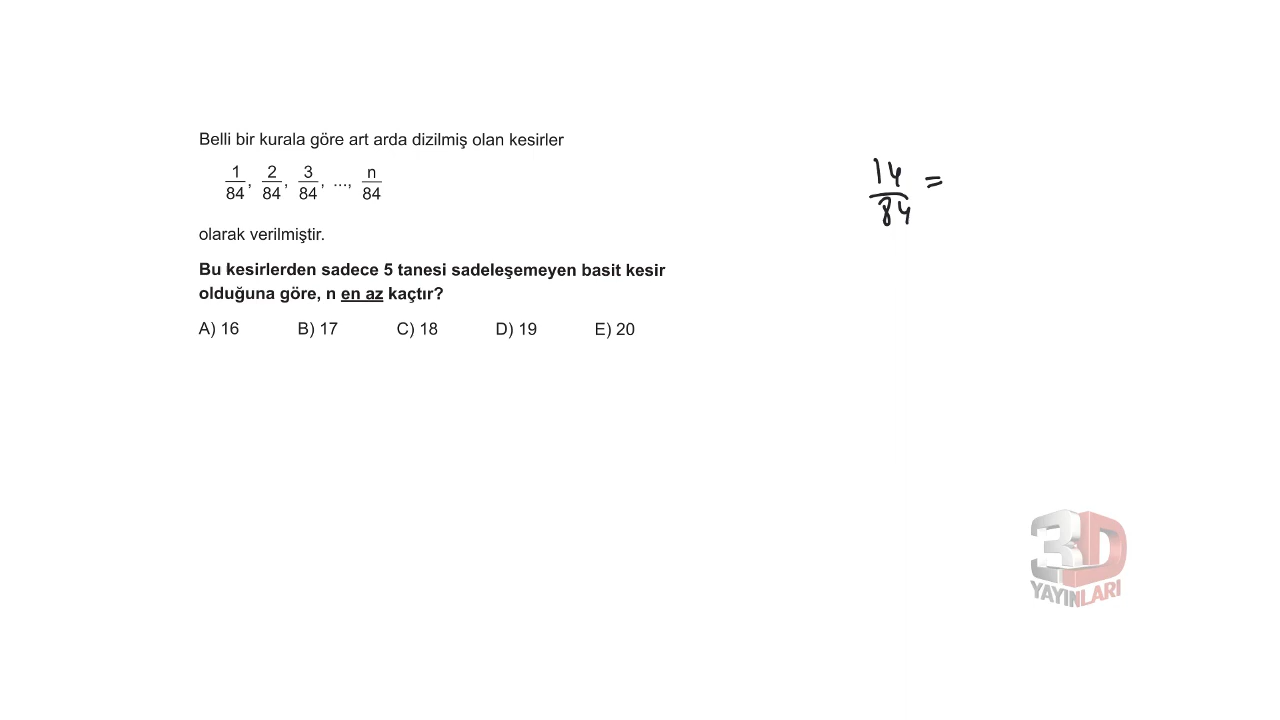 Belli bir kurala göre art arda dizilmiş olan kesirler
1/84, 2/84, 3/84, ..., n/84
olarak verilmiştir.
Bu kesirlerden sadece 5 tanesi sadeleşemeyen basit kesir
olduğuna göre, n en az kaçtır?
A) 16 B) 17 C) 18 D) 19 E) 20
14/84 =
3D
YAYINLARI